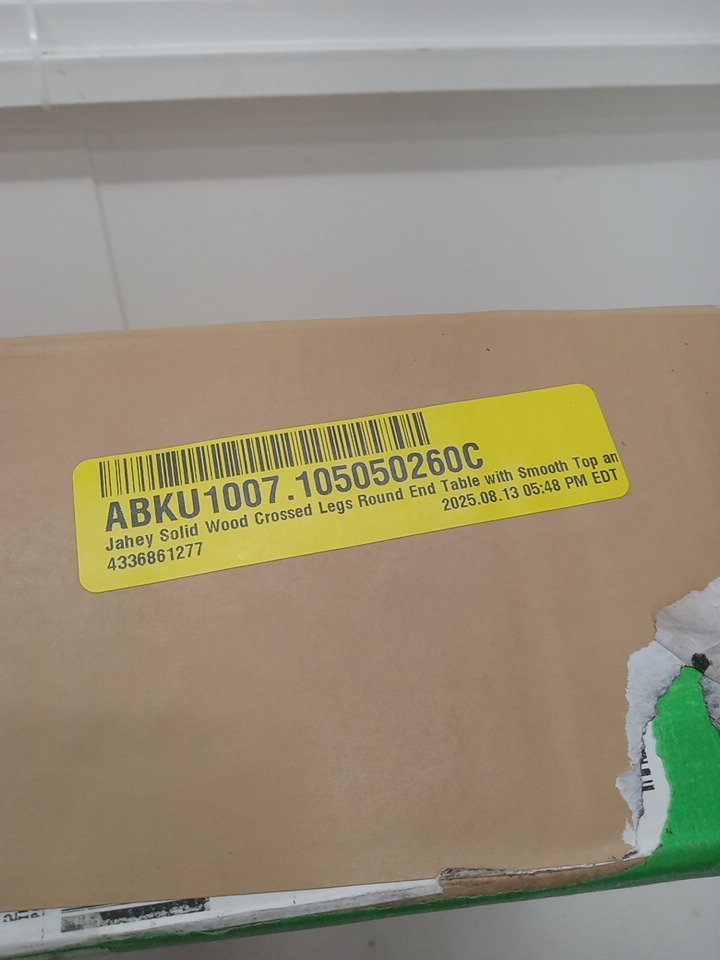 ABKU1007.105050260C
Jahey Solid Wood Crossed Legs Round End Table with Smooth Top an
2025.08.13 05:48 PM EDT
4336861277